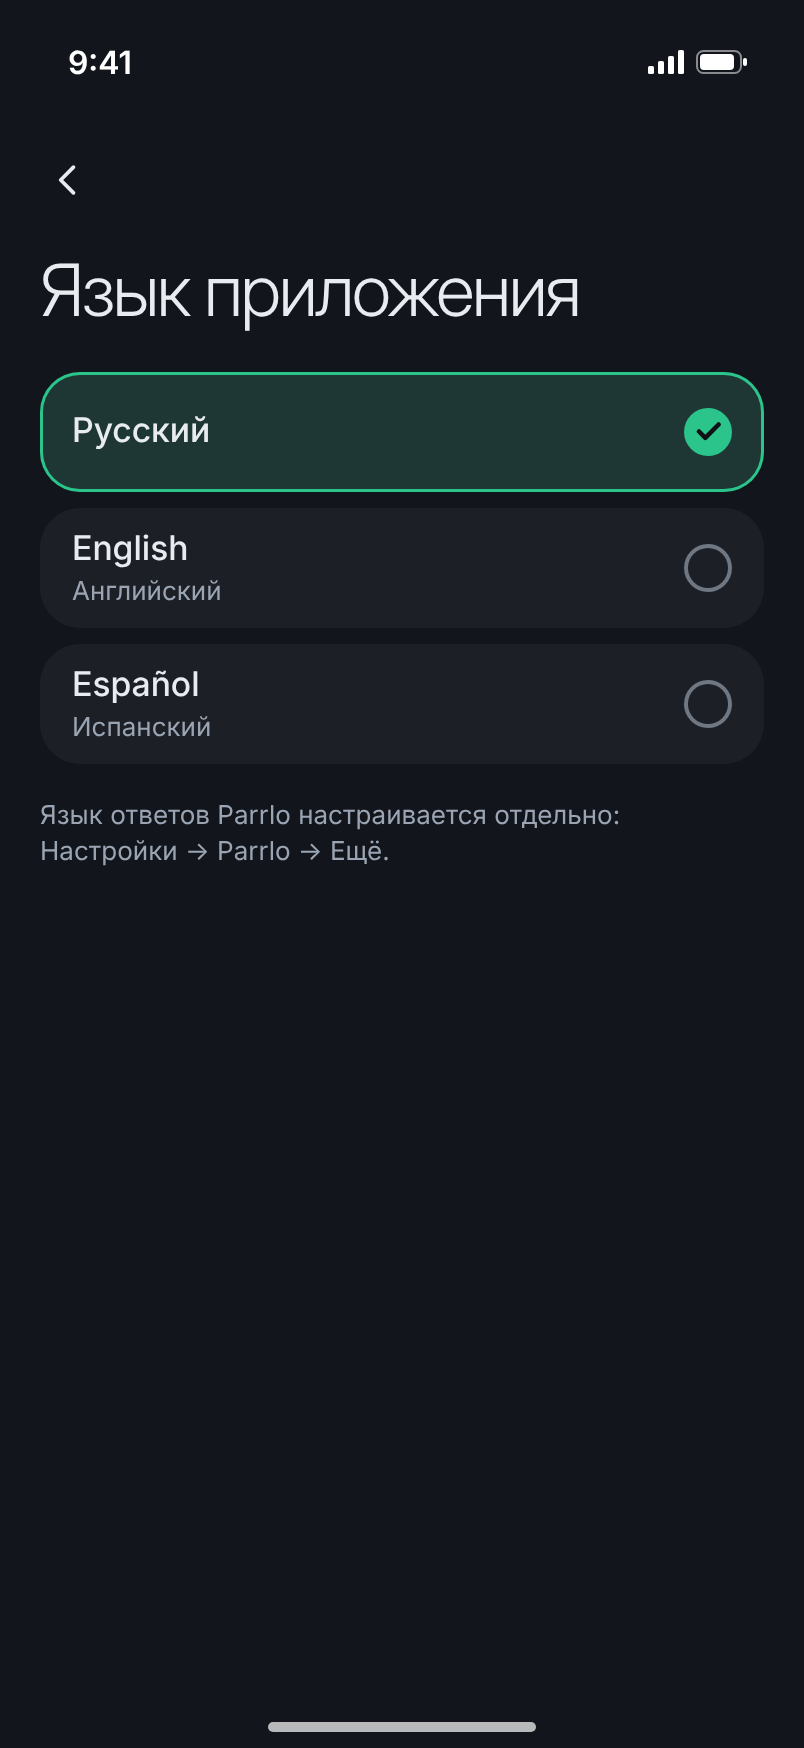 9:41
Язык приложения
Русский
English
Английский
Español
Испанский
Язык ответов Parrlo настраивается отдельно:
Настройки → Parrlo → Ещё.